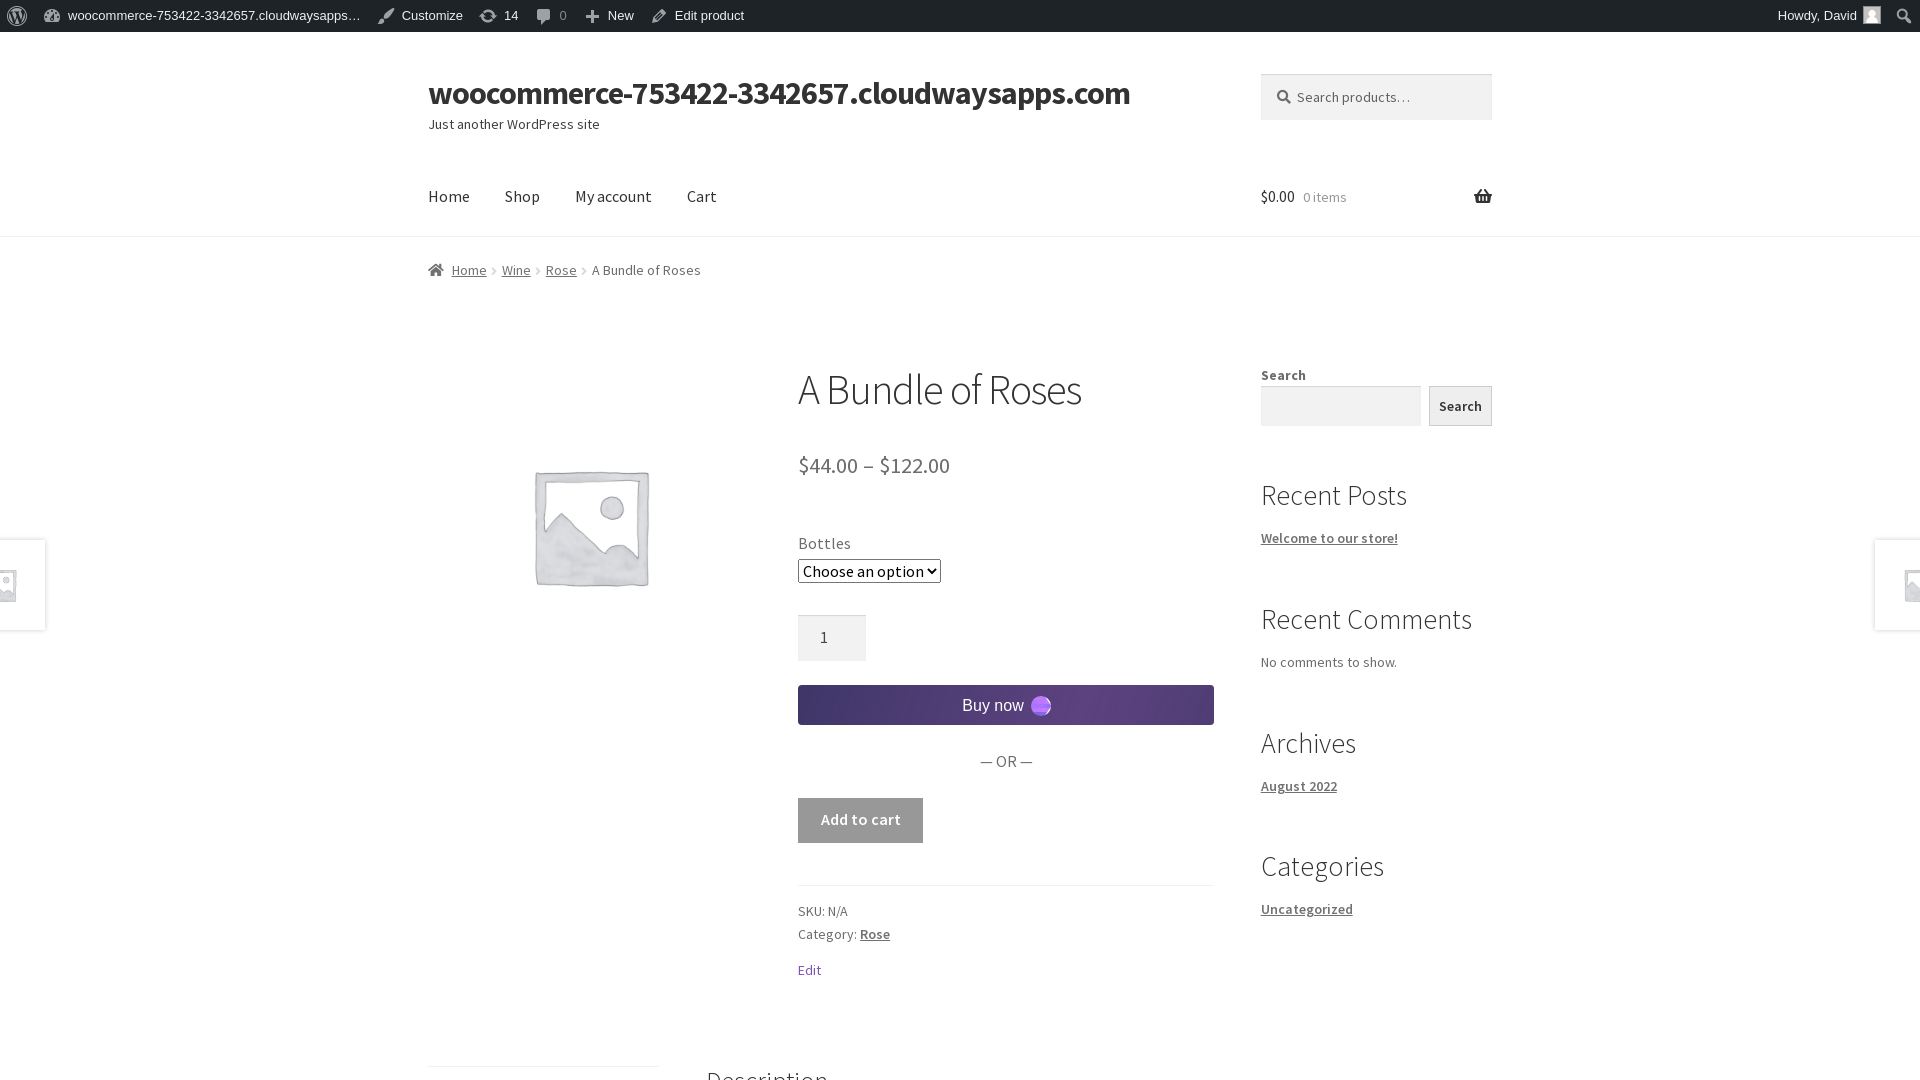 woocommerce-753422-3342657.cloudwaysapps… Customize 14 0 New Edit product Howdy, David
woocommerce-753422-3342657.cloudwaysapps.com
Just another WordPress site
Search products…
Home Shop My account Cart
$0.00 0 items
Home Wine Rose A Bundle of Roses
A Bundle of Roses
$44.00 – $122.00
Bottles
Choose an option
1
Buy now
— OR —
Add to cart
SKU: N/A
Category: Rose
Edit
Search
Search
Recent Posts
Welcome to our store!
Recent Comments
No comments to show.
Archives
August 2022
Categories
Uncategorized
Description